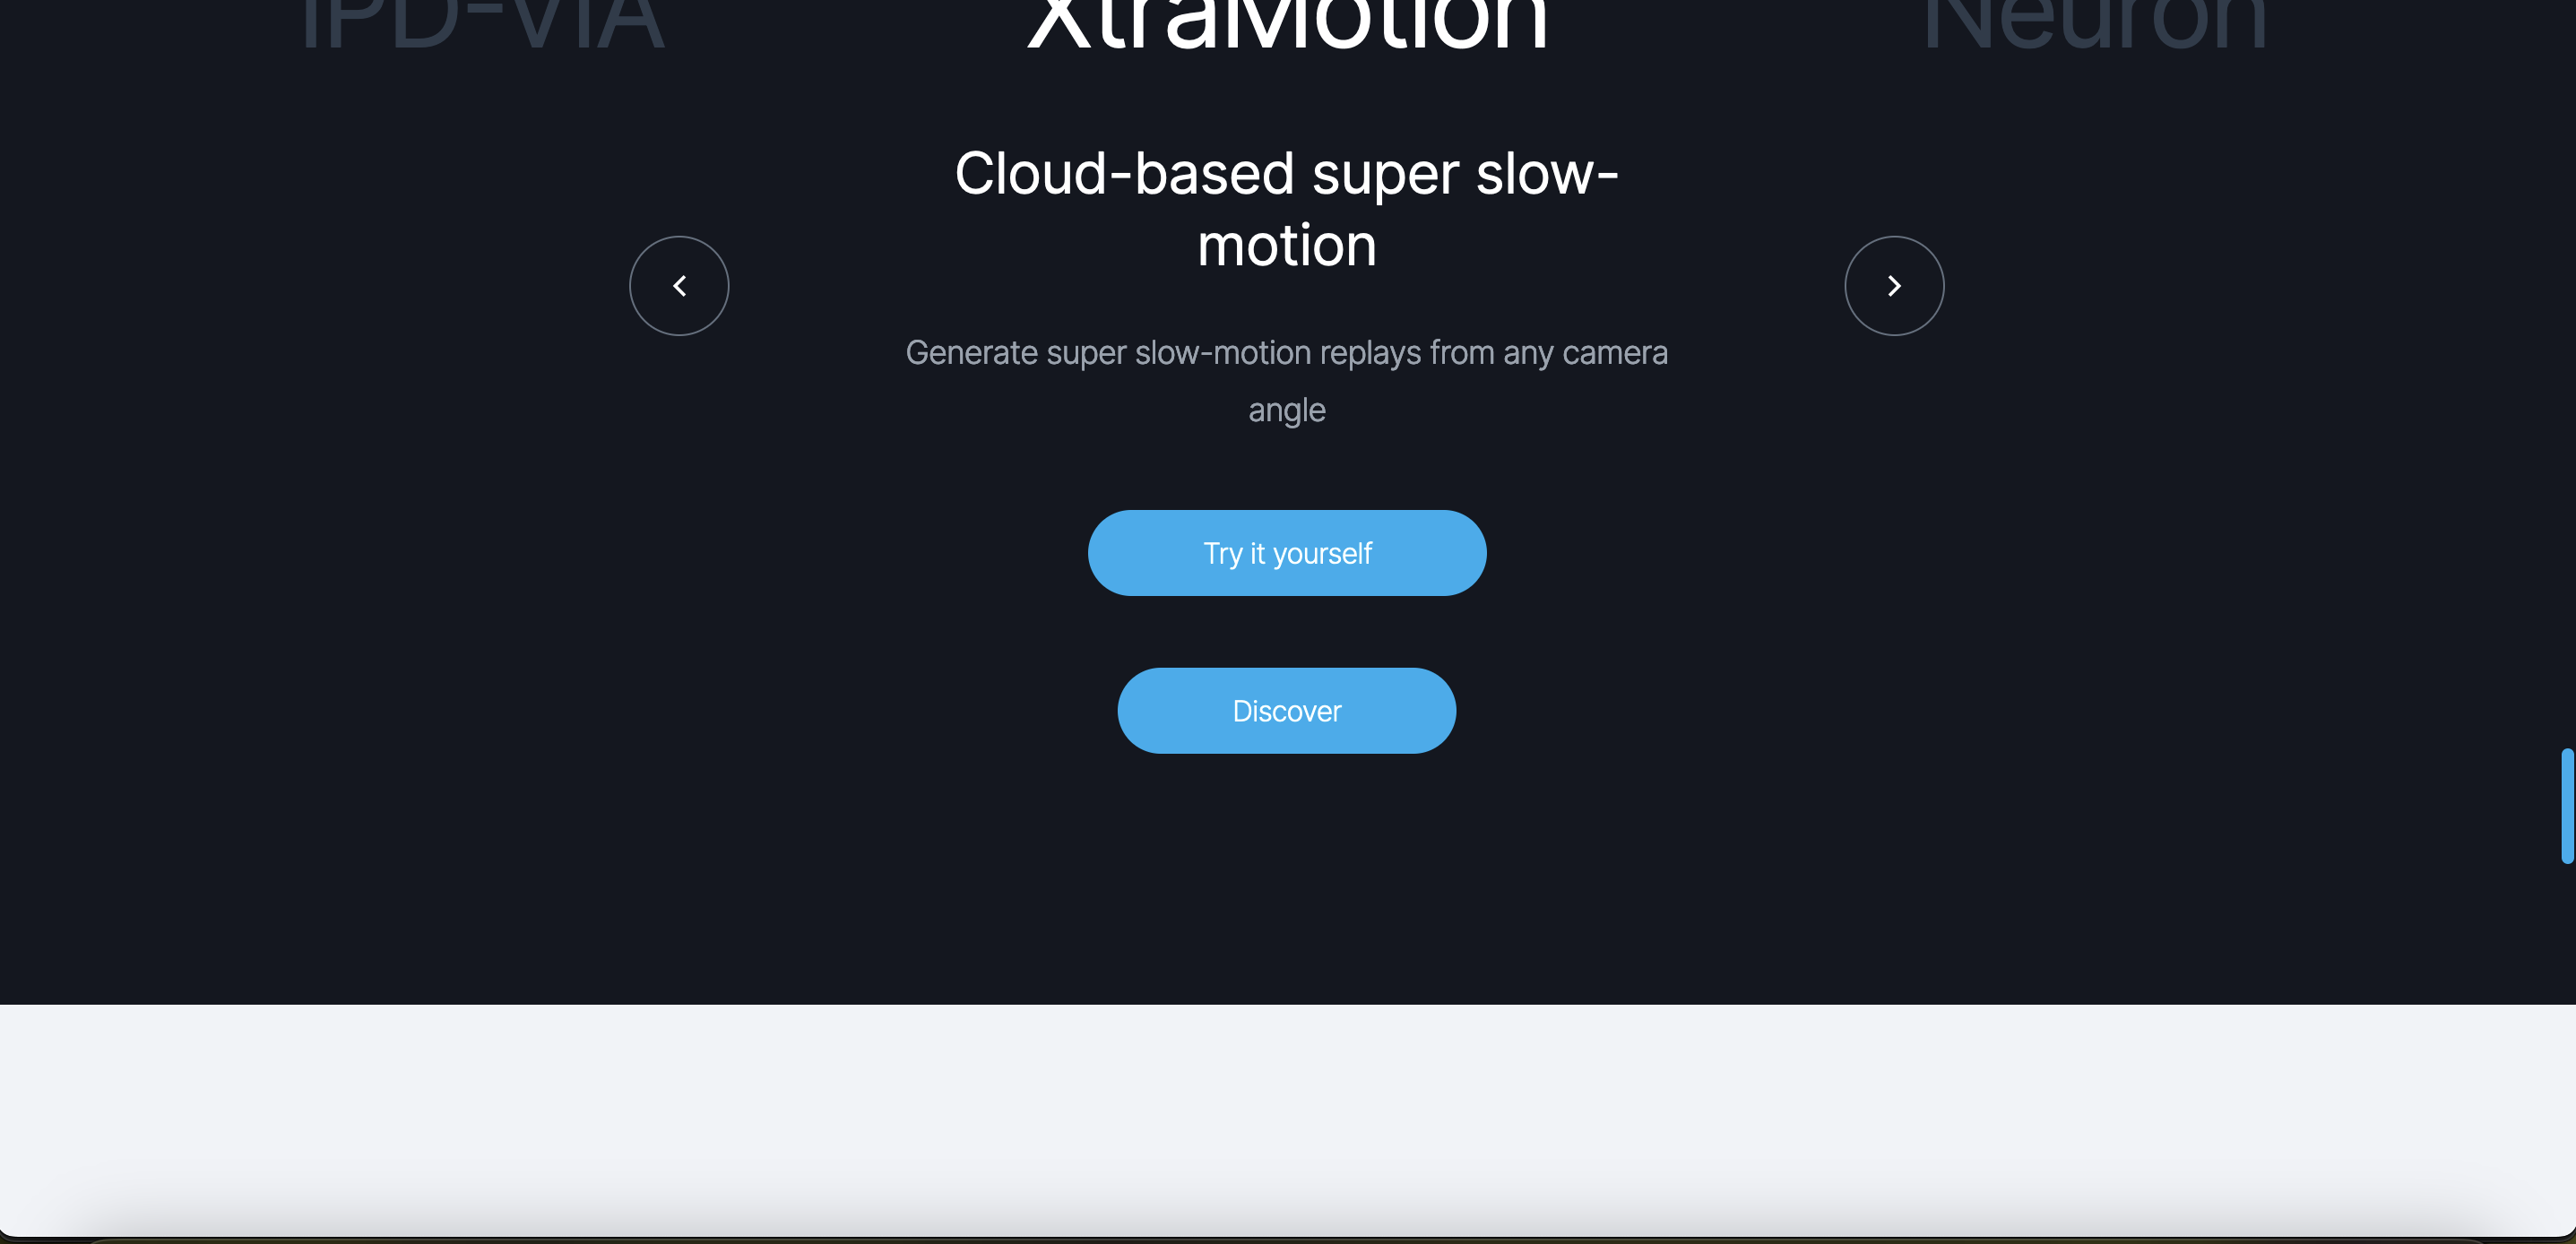 IPD-VIA
XtraMotion
Neuron
Cloud-based super slow-
motion
Generate super slow-motion replays from any camera
angle
Try it yourself
Discover